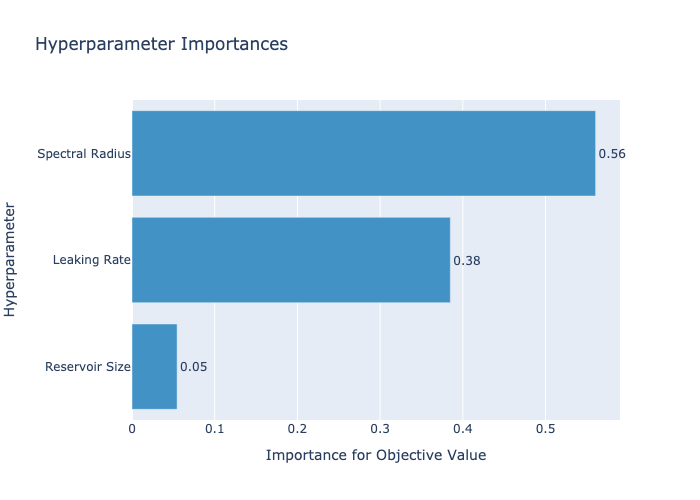 Hyperparameter Importances
Hyperparameter
Spectral Radius
0.56
Leaking Rate
0.38
Reservoir Size
0.05
0 0.1 0.2 0.3 0.4 0.5
Importance for Objective Value